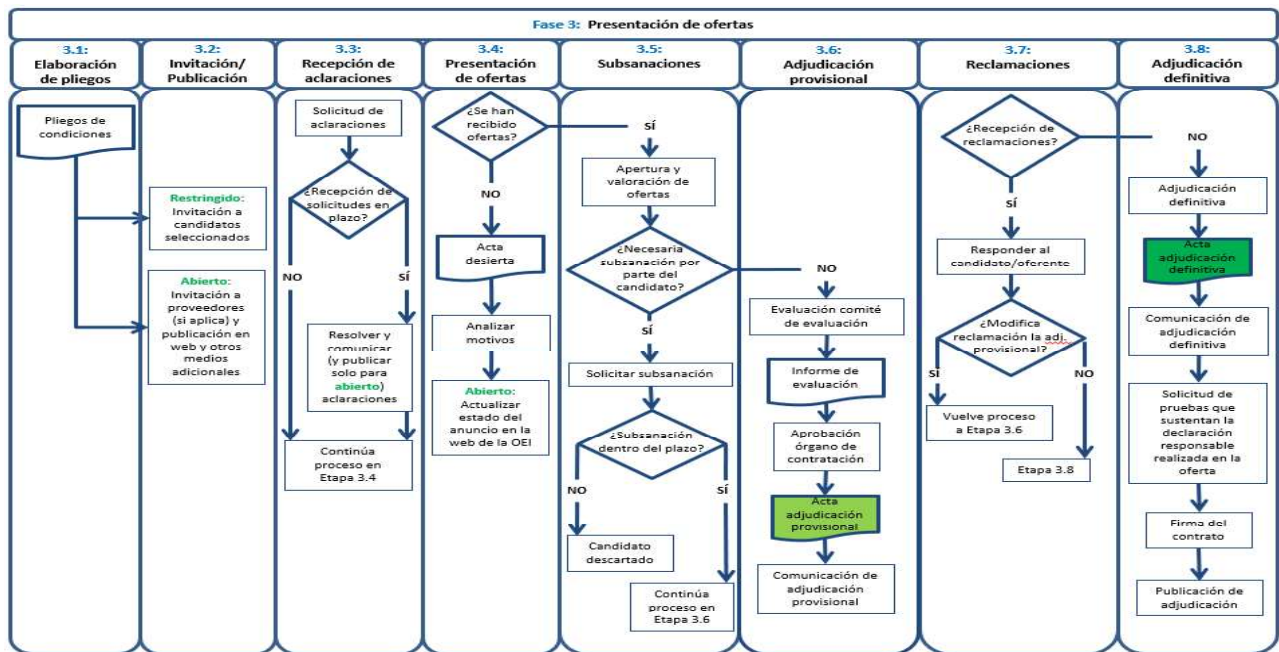 Fase 3: Presentación de ofertas
3.1:
Elaboración
de pliegos
3.2:
Invitación/
Publicación
3.3:
Recepción de
aclaraciones
3.4:
Presentación
de ofertas
3.5:
Subsanaciones
3.6:
Adjudicación
provisional
3.7:
Reclamaciones
3.8:
Adjudicación
definitiva
Pliegos de
condiciones
Restringido:
Invitación a
candidatos
seleccionados
Abierto:
Invitación a
proveedores
(si aplica) y
publicación en
web y otros
medios
adicionales
Solicitud de
aclaraciones
¿Recepción de
solicitudes en
plazo?
NO
SÍ
Resolver y
comunicar
(y publicar
solo para
abierto)
aclaraciones
Continúa
proceso en
Etapa 3.4
¿Se han
recibido
ofertas?
NO
Acta
desierta
Analizar
motivos
Abierto:
Actualizar
estado del
anuncio en la
web de la OEI
SÍ
Apertura y
valoración de
ofertas
¿Necesaria
subsanación por
parte del
candidato?
SÍ
Solicitar subsanación
¿Subsanación
dentro del plazo?
NO
SÍ
Candidato
descartado
Continúa
proceso en
Etapa 3.6
NO
Evaluación comité
de evaluación
Informe de
evaluación
Aprobación
órgano de
contratación
Acta
adjudicación
provisional
Comunicación de
adjudicación
provisional
¿Recepción de
reclamaciones?
SÍ
Responder al
candidato/oferente
¿Modifica
reclamación la adj.
provisional?
SI
NO
Vuelve proceso
a Etapa 3.6
Etapa 3.8
NO
Adjudicación
definitiva
Acta
adjudicación
definitiva
Comunicación de
adjudicación
definitiva
Solicitud de
pruebas que
sustentan la
declaración
responsable
realizada en la
oferta
Firma del
contrato
Publicación de
adjudicación